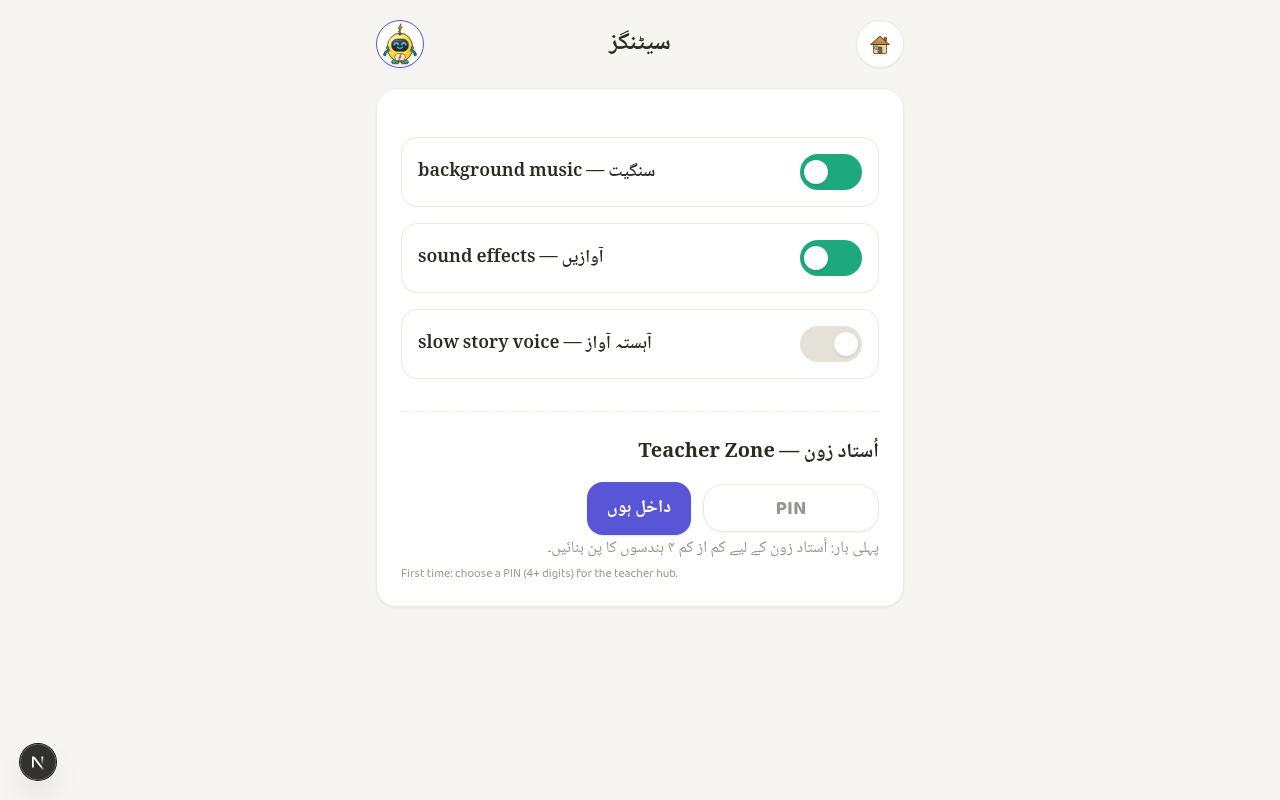 سیٹنگز
background music — سنگیت
sound effects — آوازیں
slow story voice — آہستہ آواز
اُستاد زون — Teacher Zone
PIN
داخل ہوں
پہلی بار: اُستاد زون کے لیے کم از کم ۴ ہندسوں کا پن بنائیں۔
First time: choose a PIN (4+ digits) for the teacher hub.
N